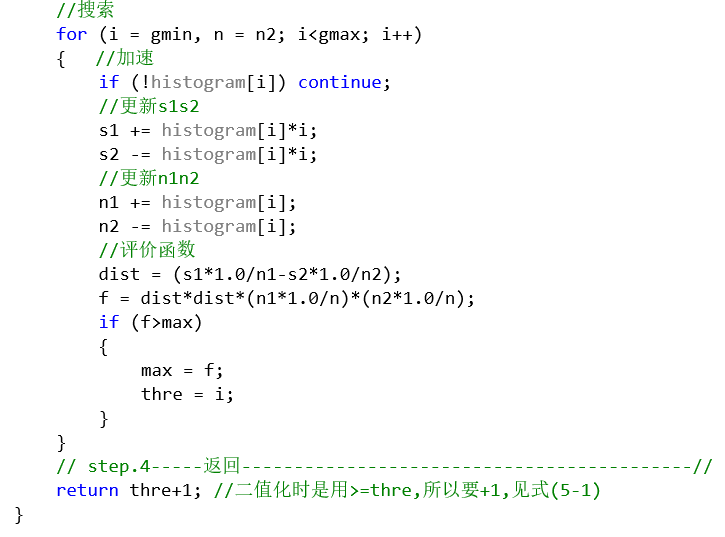 //搜索
for (i = gmin, n = n2; i<gmax; i++)
{   //加速
if (!histogram[i]) continue;
//更新s1s2
s1 += histogram[i]*i;
s2 -= histogram[i]*i;
//更新n1n2
n1 += histogram[i];
n2 -= histogram[i];
//评价函数
dist = (s1*1.0/n1-s2*1.0/n2);
f = dist*dist*(n1*1.0/n)*(n2*1.0/n);
if (f>max)
{
max = f;
thre = i;
}
}
// step.4-----返回-------------------------------------------//
return thre+1; //二值化时是用>=thre,所以要+1,见式(5-1)
}